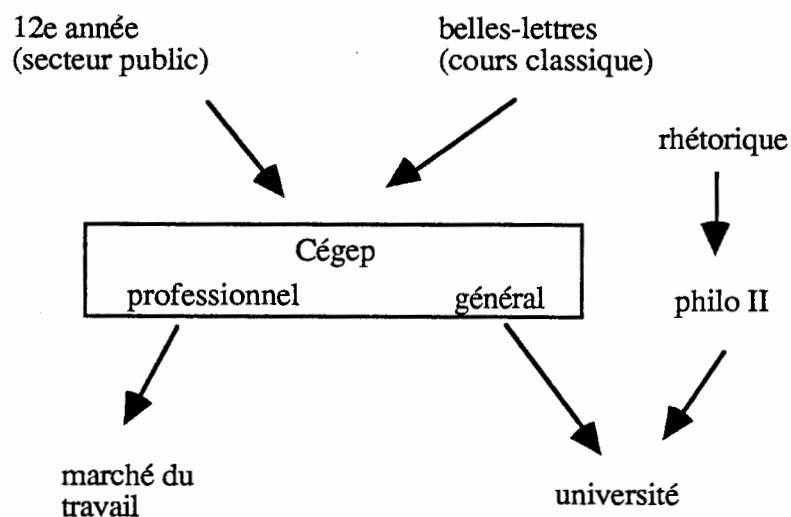 12e année
(secteur public)
belles-lettres
(cours classique)
rhétorique
Cégep
professionnel
général
philo II
marché du
travail
université